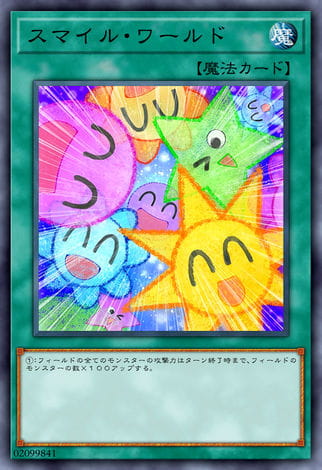 スマイル・ワールド
魔
【魔法カード】
①:フィールドの全てのモンスターの攻撃力はターン終了時まで、フィールドの
モンスターの数×１００アップする。
02099841